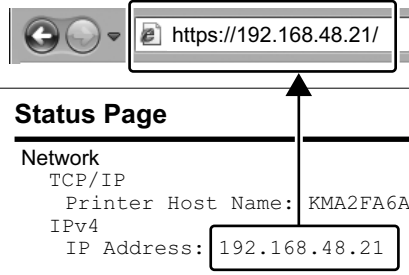 https://192.168.48.21/
Status Page
Network
TCP/IP
Printer Host Name: KMA2FA6A
IPv4
IP Address: 192.168.48.21